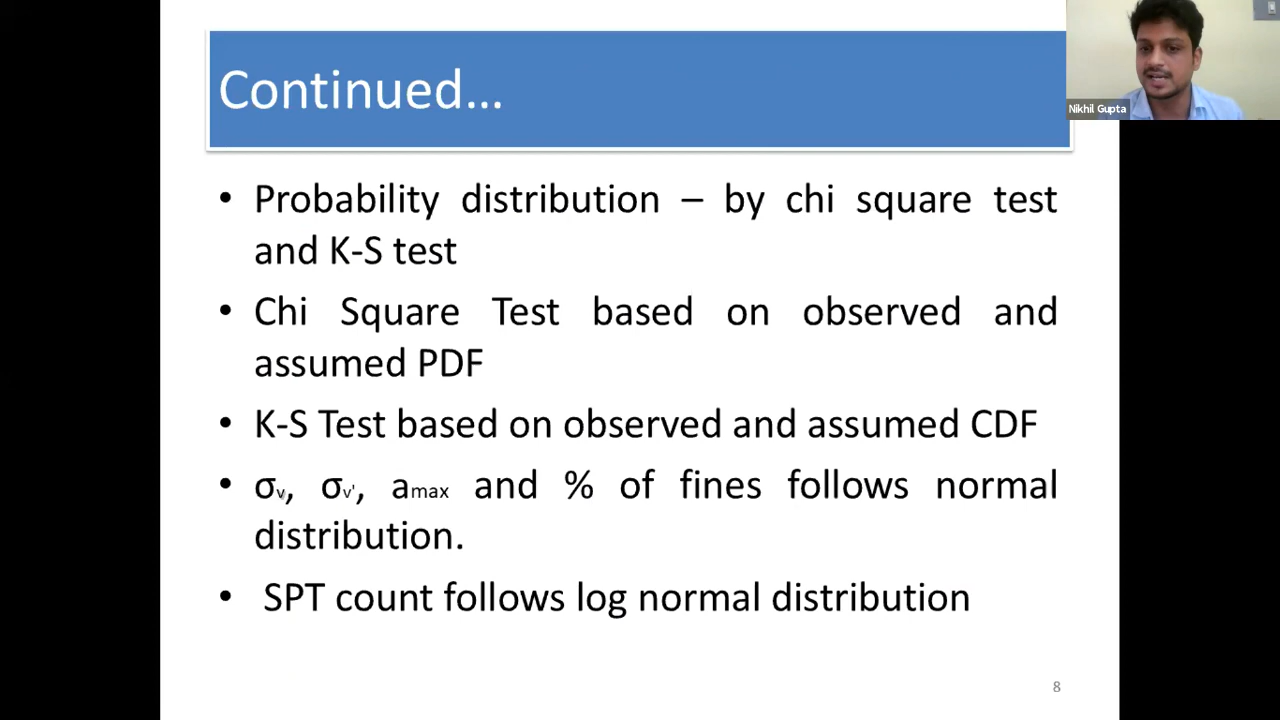 Continued...
Nikhil Gupta
• Probability distribution – by chi square test
and K-S test
• Chi Square Test based on observed and
assumed PDF
• K-S Test based on observed and assumed CDF
• σv, σv', amax and % of fines follows normal
distribution.
• SPT count follows log normal distribution
8